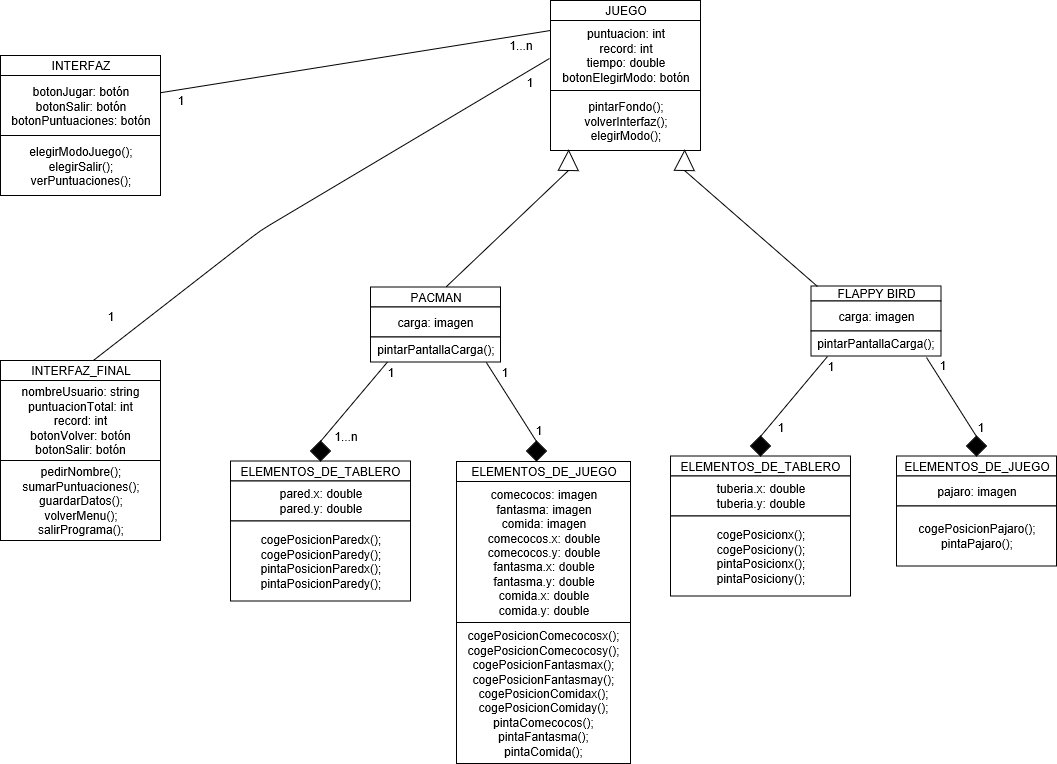 JUEGO
puntuacion: int
record: int
tiempo: double
botonElegirModo: botón
pintarFondo();
volverInterfaz();
elegirModo();
1...n
1
1
INTERFAZ
botonJugar: botón
botonSalir: botón
botonPuntuaciones: botón
elegirModoJuego();
elegirSalir();
verPuntuaciones();
1
INTERFAZ_FINAL
nombreUsuario: string
puntuacionTotal: int
record: int
botonVolver: botón
botonSalir: botón
pedirNombre();
sumarPuntuaciones();
guardarDatos();
volverMenu();
salirPrograma();
PACMAN
carga: imagen
pintarPantallaCarga();
1
1
1...n
1
FLAPPY BIRD
carga: imagen
pintarPantallaCarga();
1
1
1
1
ELEMENTOS_DE_TABLERO
pared.x: double
pared.y: double
cogePosicionParedx();
cogePosicionParedy();
pintaPosicionParedx();
pintaPosicionParedy();
ELEMENTOS_DE_JUEGO
comecocos: imagen
fantasma: imagen
comida: imagen
comecocos.x: double
comecocos.y: double
fantasma.x: double
fantasma.y: double
comida.x: double
comida.y: double
cogePosicionComecocosx();
cogePosicionComecocosy();
cogePosicionFantasmax();
cogePosicionFantasmay();
cogePosicionComidax();
cogePosicionComiday();
pintaComecocos();
pintaFantasma();
pintaComida();
ELEMENTOS_DE_TABLERO
tuberia.x: double
tuberia.y: double
cogePosicionx();
cogePosiciony();
pintaPosicionx();
pintaPosiciony();
ELEMENTOS_DE_JUEGO
pajaro: imagen
cogePosicionPajaro();
pintaPajaro();